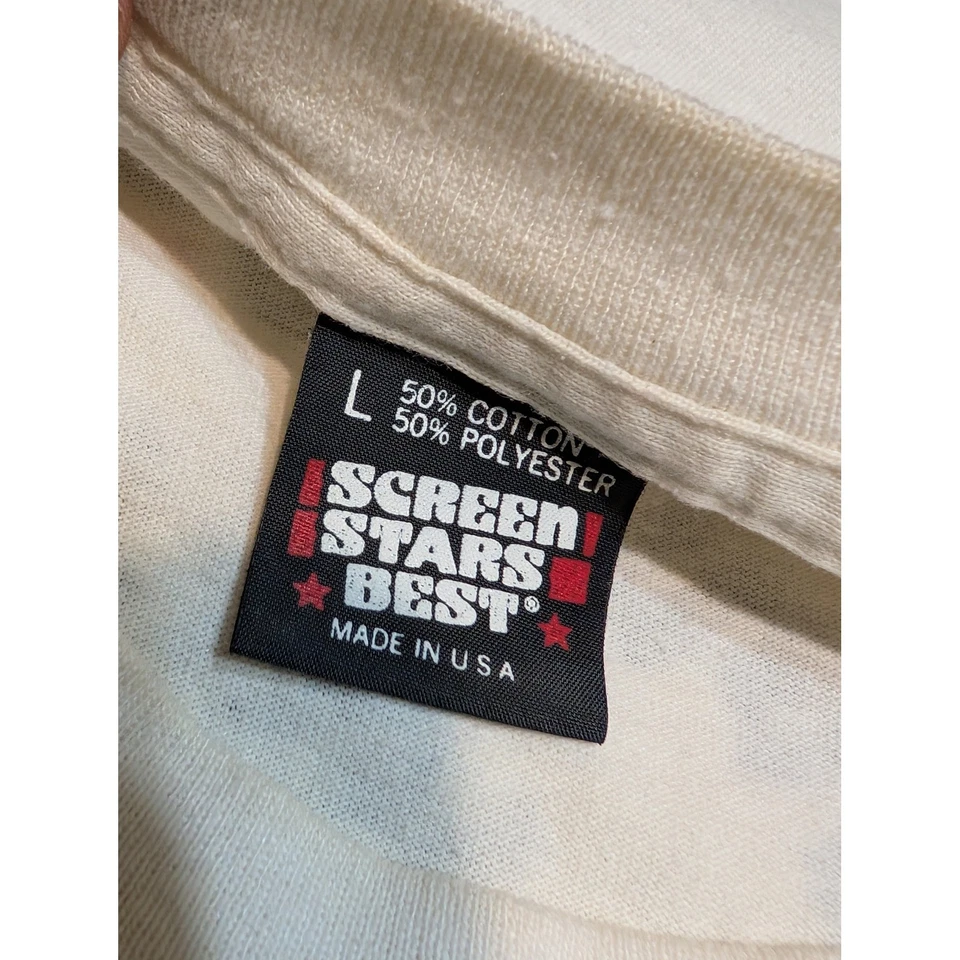 L
50% COTTON
50% POLYESTER
SCREEN
STARS
BEST®
MADE IN USA